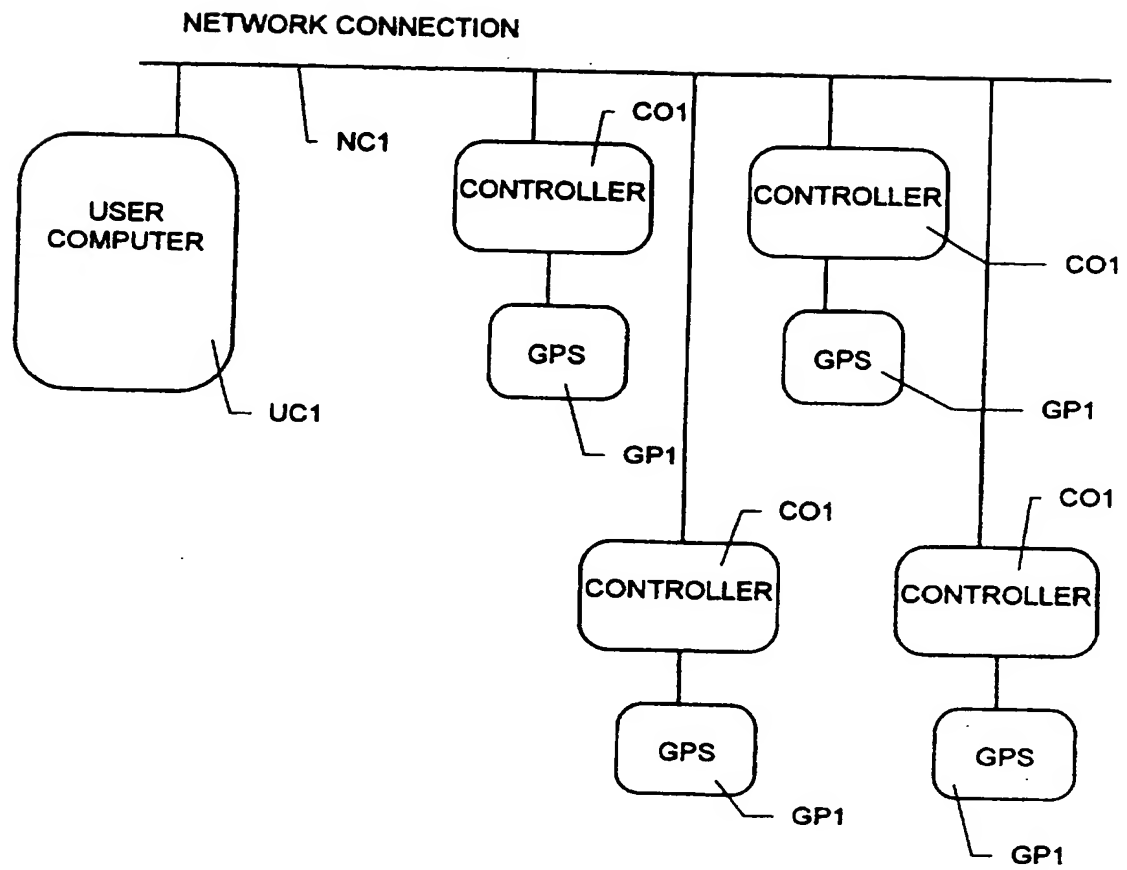 NETWORK CONNECTION
NC1
CO1
USER
COMPUTER
CONTROLLER
CONTROLLER
CO1
GPS
GPS
UC1
GP1
GP1
CO1
CO1
CONTROLLER
CONTROLLER
GPS
GPS
GP1
GP1